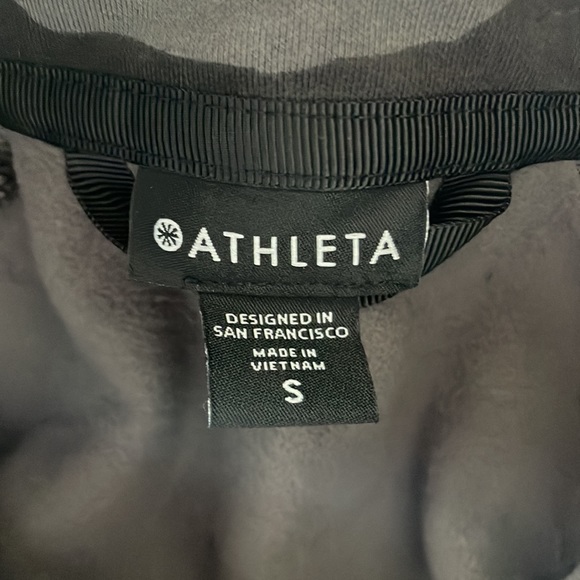 ATHLETA
DESIGNED IN
SAN FRANCISCO
MADE IN
VIETNAM
S